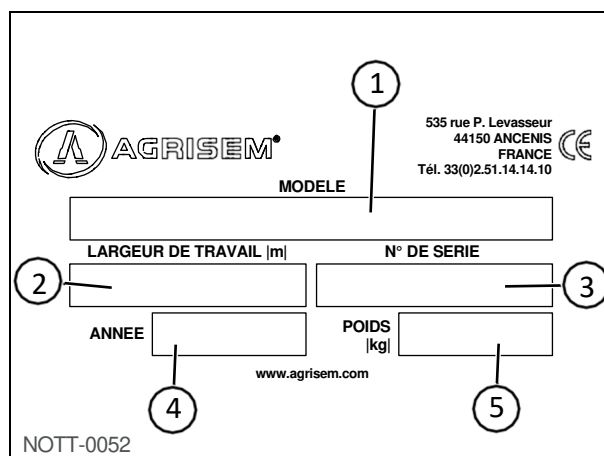 1
535 rue P. Levasseur
44150 ANCENIS
FRANCE
Tél. 33(0)2.51.14.14.10
CE
AGRISEM
MODELE
LARGEUR DE TRAVAIL |m|
N° DE SERIE
2
3
ANNEE
POIDS
|kg|
www.agrisem.com
4
5
NOTT-0052